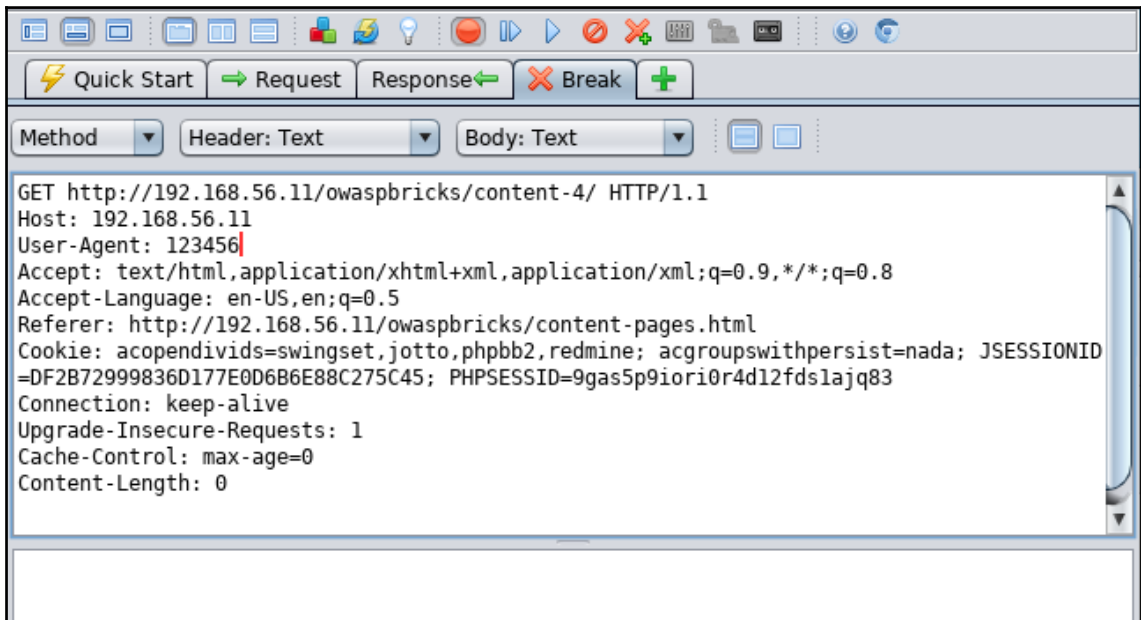 Quick Start Request Response Break
Method Header: Text Body: Text
GET http://192.168.56.11/owaspbricks/content-4/ HTTP/1.1
Host: 192.168.56.11
User-Agent: 123456
Accept: text/html,application/xhtml+xml,application/xml;q=0.9,*/*;q=0.8
Accept-Language: en-US,en;q=0.5
Referer: http://192.168.56.11/owaspbricks/content-pages.html
Cookie: acopendivids=swingset,jotto,phpbb2,redmine; acgroupswithpersist=nada; JSESSIONID
=DF2B72999836D177E0D6B6E88C275C45; PHPSESSID=9gas5p9iori0r4d12fds1ajq83
Connection: keep-alive
Upgrade-Insecure-Requests: 1
Cache-Control: max-age=0
Content-Length: 0